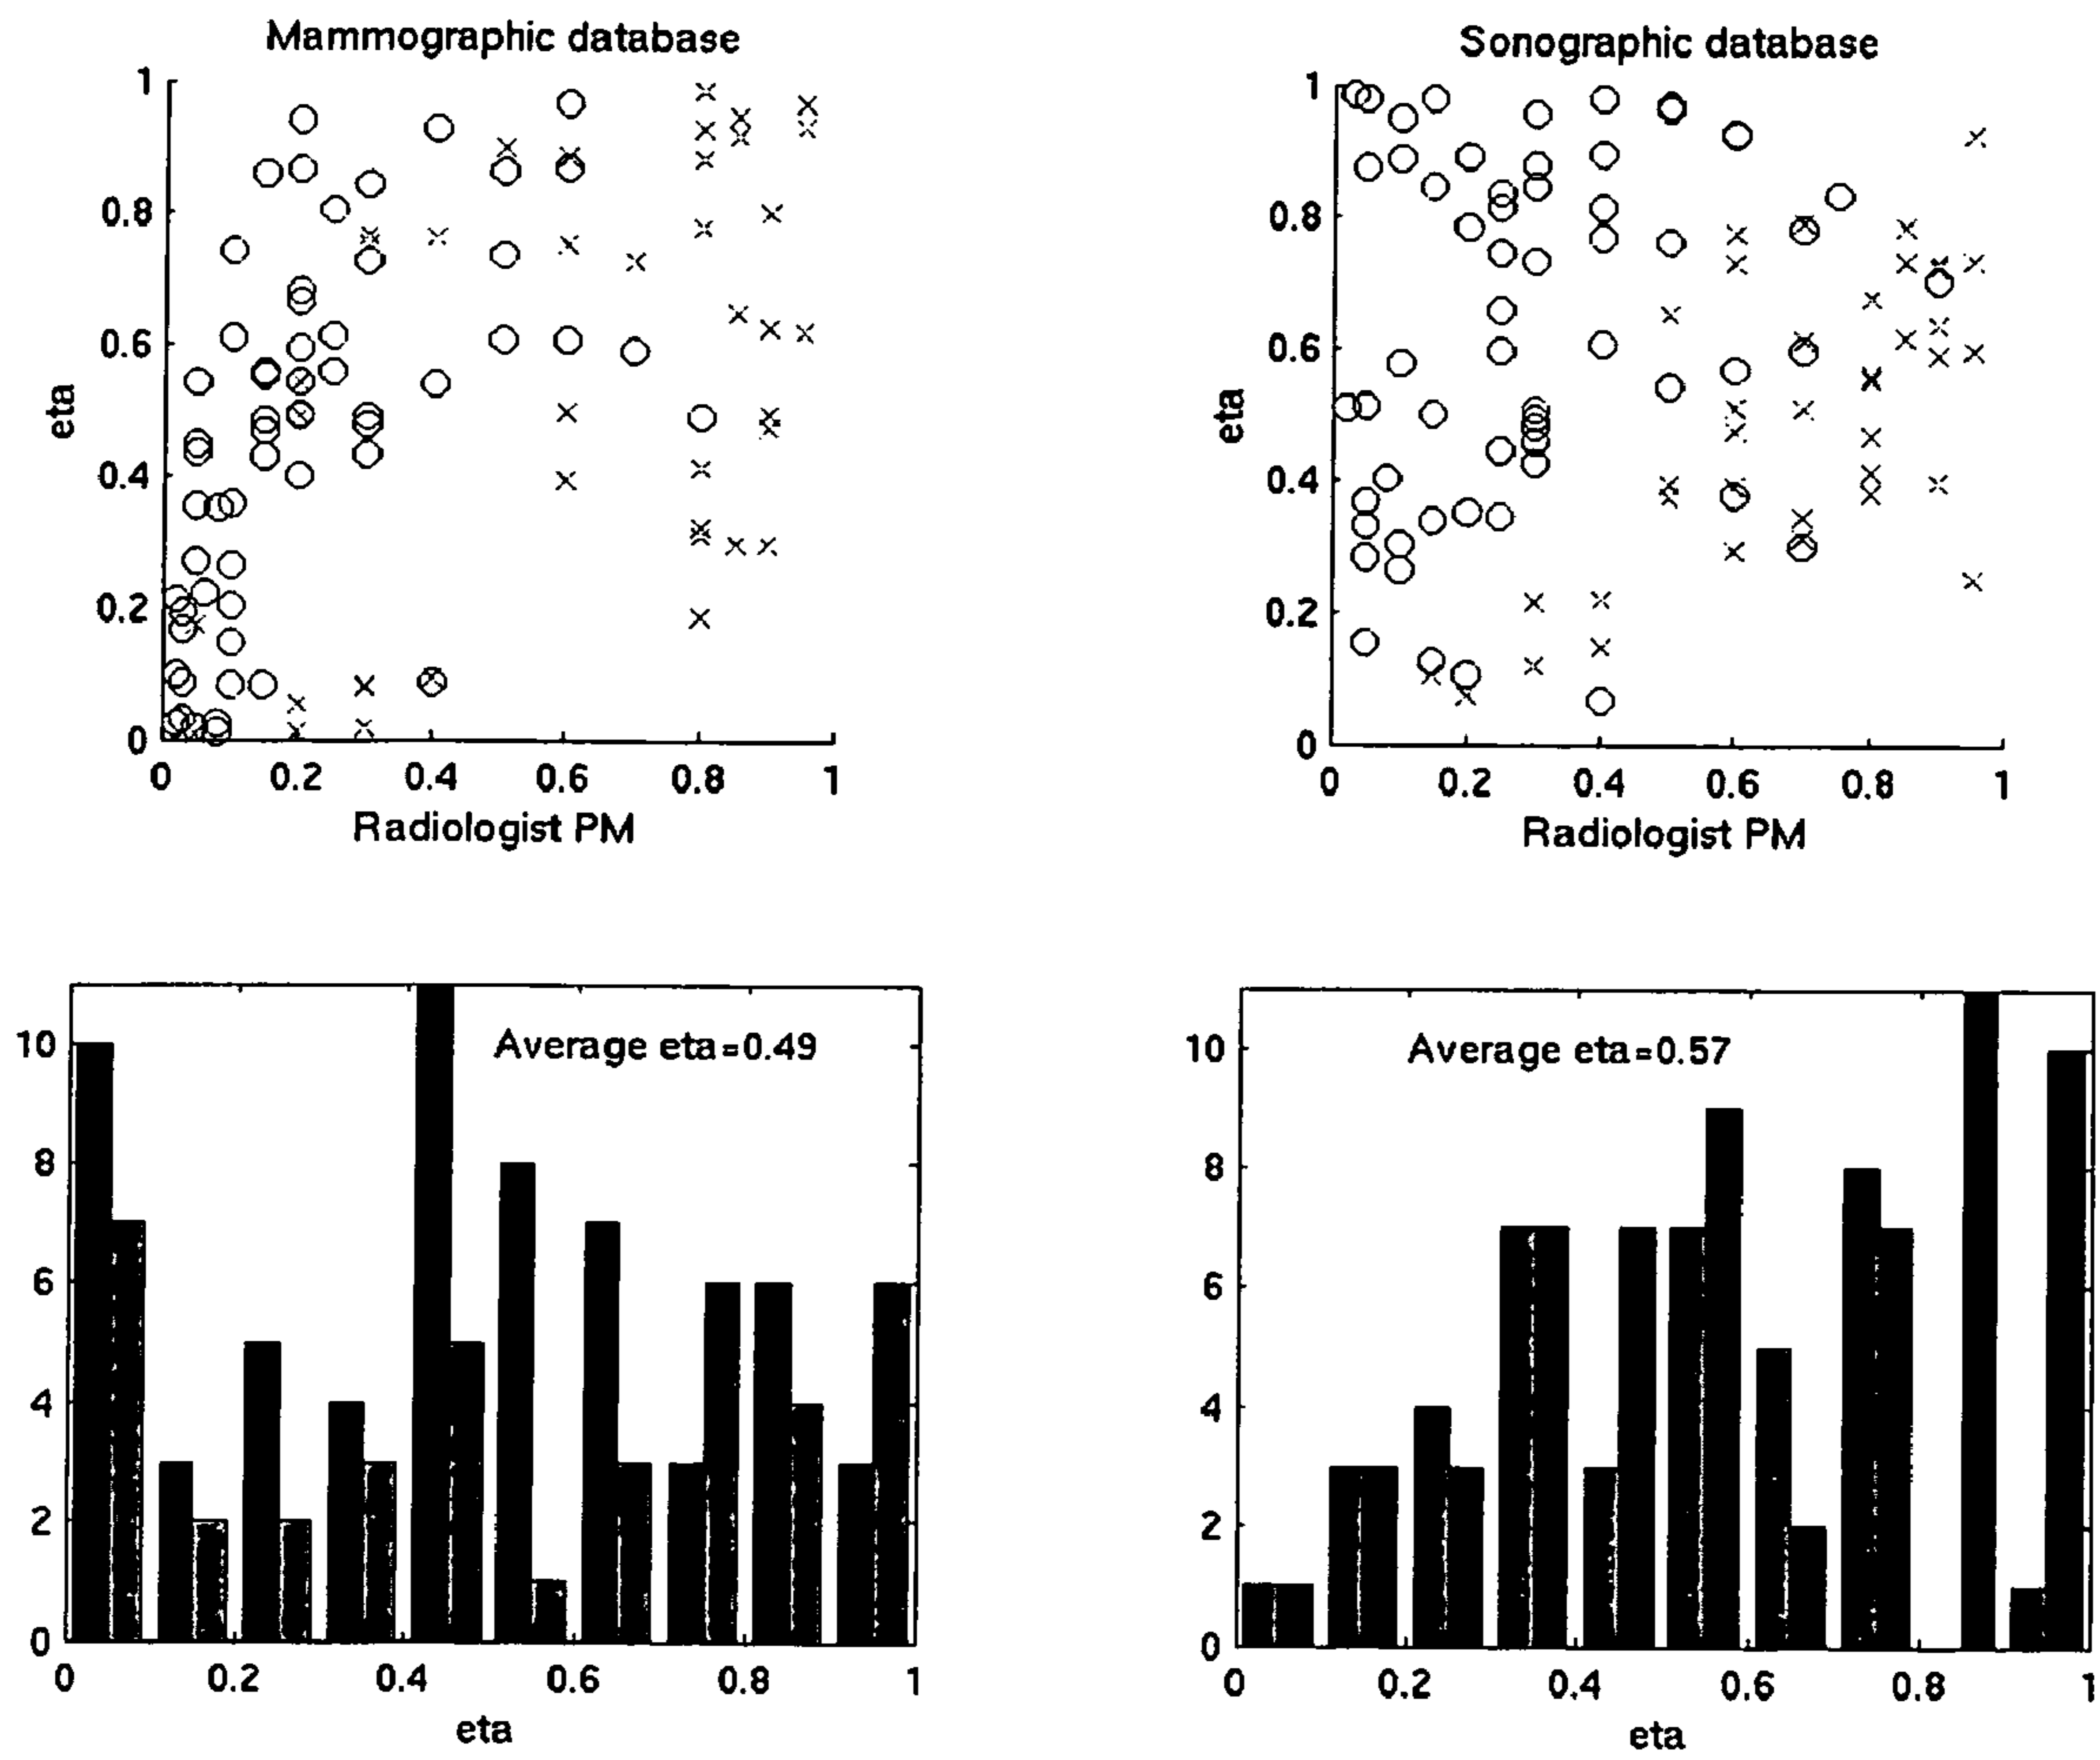 Mammographic database
1
0.8
0.6
0.4
0.2
0
eta
0 0.2 0.4 0.6 0.8 1
Radiologist PM
Sonographic database
1
0.8
0.6
0.4
0.2
0
eta
0 0.2 0.4 0.6 0.8 1
Radiologist PM
Average eta=0.49
10
8
6
4
2
0
0 0.2 0.4 0.6 0.8 1
eta
Average eta=0.57
10
8
6
4
2
0
0 0.2 0.4 0.6 0.8 1
eta